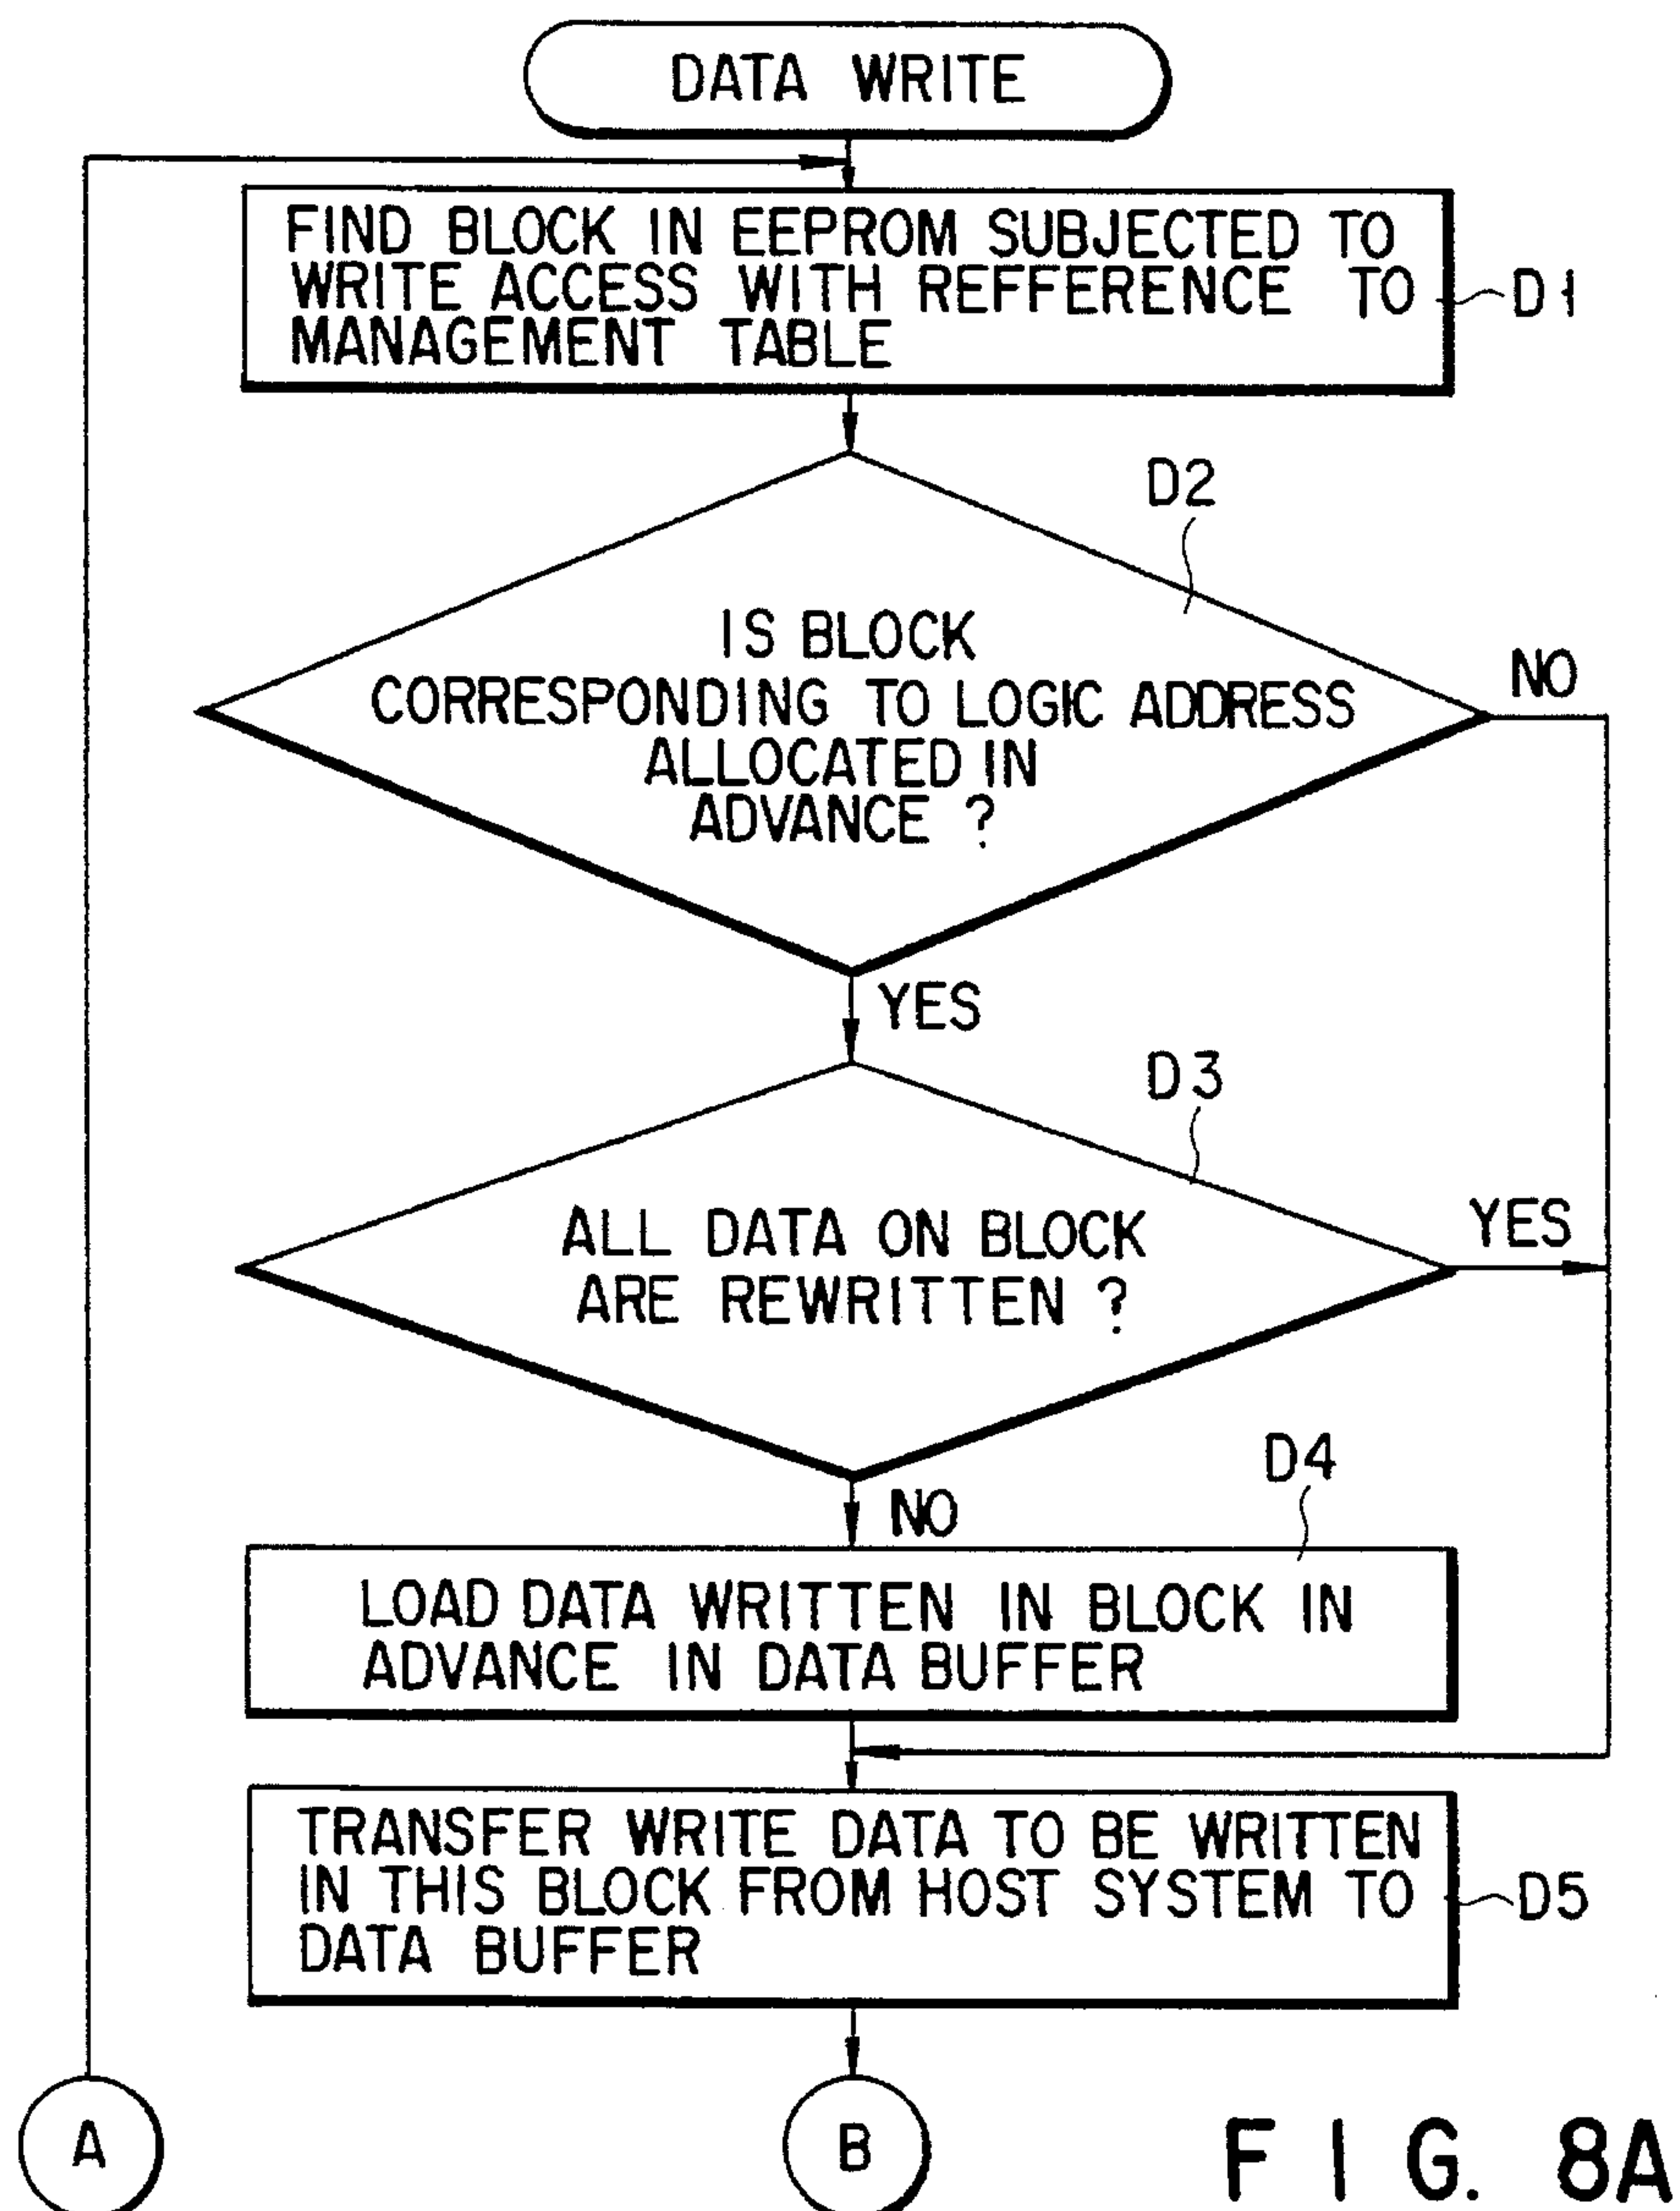 DATA WRITE
FIND BLOCK IN EEPROM SUBJECTED TO
WRITE ACCESS WITH REFFERENCE TO
MANAGEMENT TABLE
D1
D2
IS BLOCK
CORRESPONDING TO LOGIC ADDRESS
ALLOCATED IN
ADVANCE ?
NO
YES
D3
ALL DATA ON BLOCK
ARE REWRITTEN ?
YES
NO
D4
LOAD DATA WRITTEN IN BLOCK IN
ADVANCE IN DATA BUFFER
TRANSFER WRITE DATA TO BE WRITTEN
IN THIS BLOCK FROM HOST SYSTEM TO
DATA BUFFER
D5
A
B
FIG. 8A